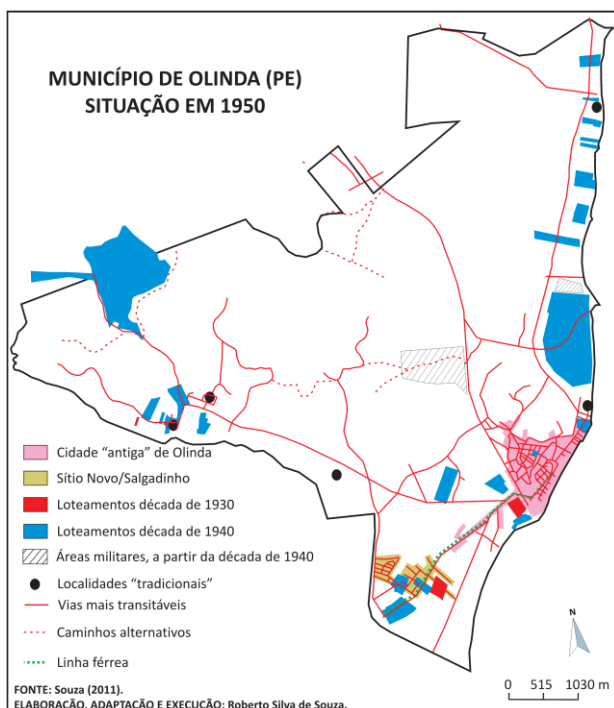 MUNICÍPIO DE OLINDA (PE)
SITUAÇÃO EM 1950
Cidade "antiga" de Olinda
Sítio Novo/Salgadinho
Loteamentos década de 1930
Loteamentos década de 1940
Áreas militares, a partir da década de 1940
Localidades "tradicionais"
Vias mais transitáveis
Caminhos alternativos
Linha férrea
N
0 515 1030 m
FONTE: Souza (2011).
ELABORAÇÃO, ADAPTAÇÃO E EXECUÇÃO: Roberto Silva de Souza.